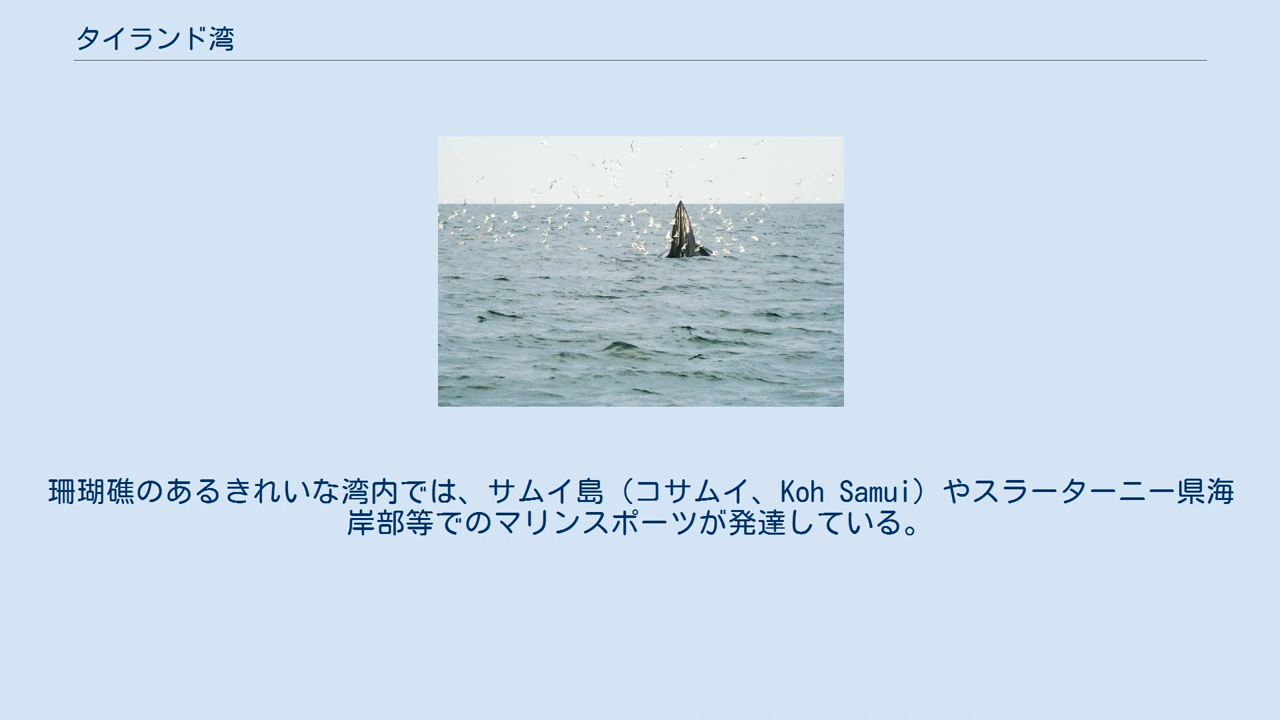 タイランド湾
珊瑚礁のあるきれいな湾内では、サムイ島（コサムイ、Koh Samui）やスラーターニー県海
岸部等でのマリンスポーツが発達している。